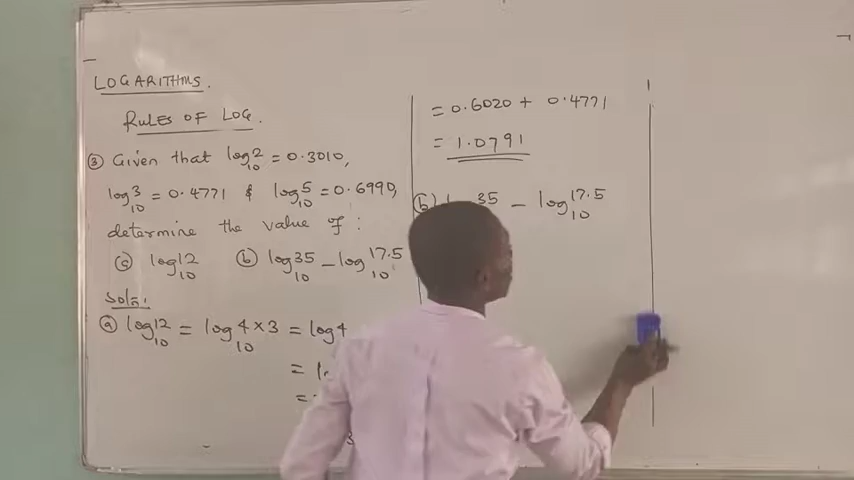 LOGARITHMS.
RULES OF LOG.
③ Given that log₁₀2 = 0.3010,
log₁₀3 = 0.4771 & log₁₀5 = 0.6990,
determine the value of :
ⓐ log₁₀12 ⓑ log₁₀35 - log₁₀17.5
Soln.
ⓐ log₁₀12 = log₁₀4×3 = log4
=
=
= 0.6020 + 0.4771
= 1.0791
ⓑ 35 - log₁₀17.5